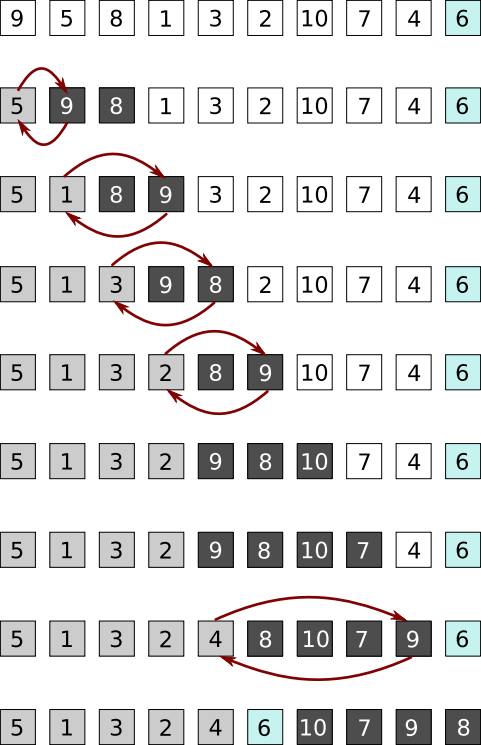 9 5 8 1 3 2 10 7 4 6
5 9 8 1 3 2 10 7 4 6
5 1 8 9 3 2 10 7 4 6
5 1 3 9 8 2 10 7 4 6
5 1 3 2 8 9 10 7 4 6
5 1 3 2 9 8 10 7 4 6
5 1 3 2 9 8 10 7 4 6
5 1 3 2 4 8 10 7 9 6
5 1 3 2 4 6 10 7 9 8